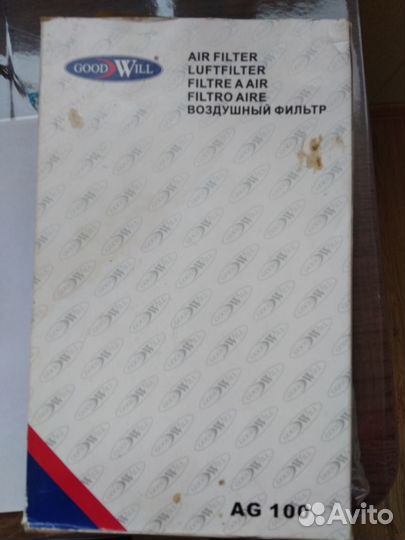 GOOD WILL
AIR FILTER
LUFTFILTER
FILTRE A AIR
FILTRO AIRE
ВОЗДУШНЫЙ ФИЛЬТР
AG 100
Avito